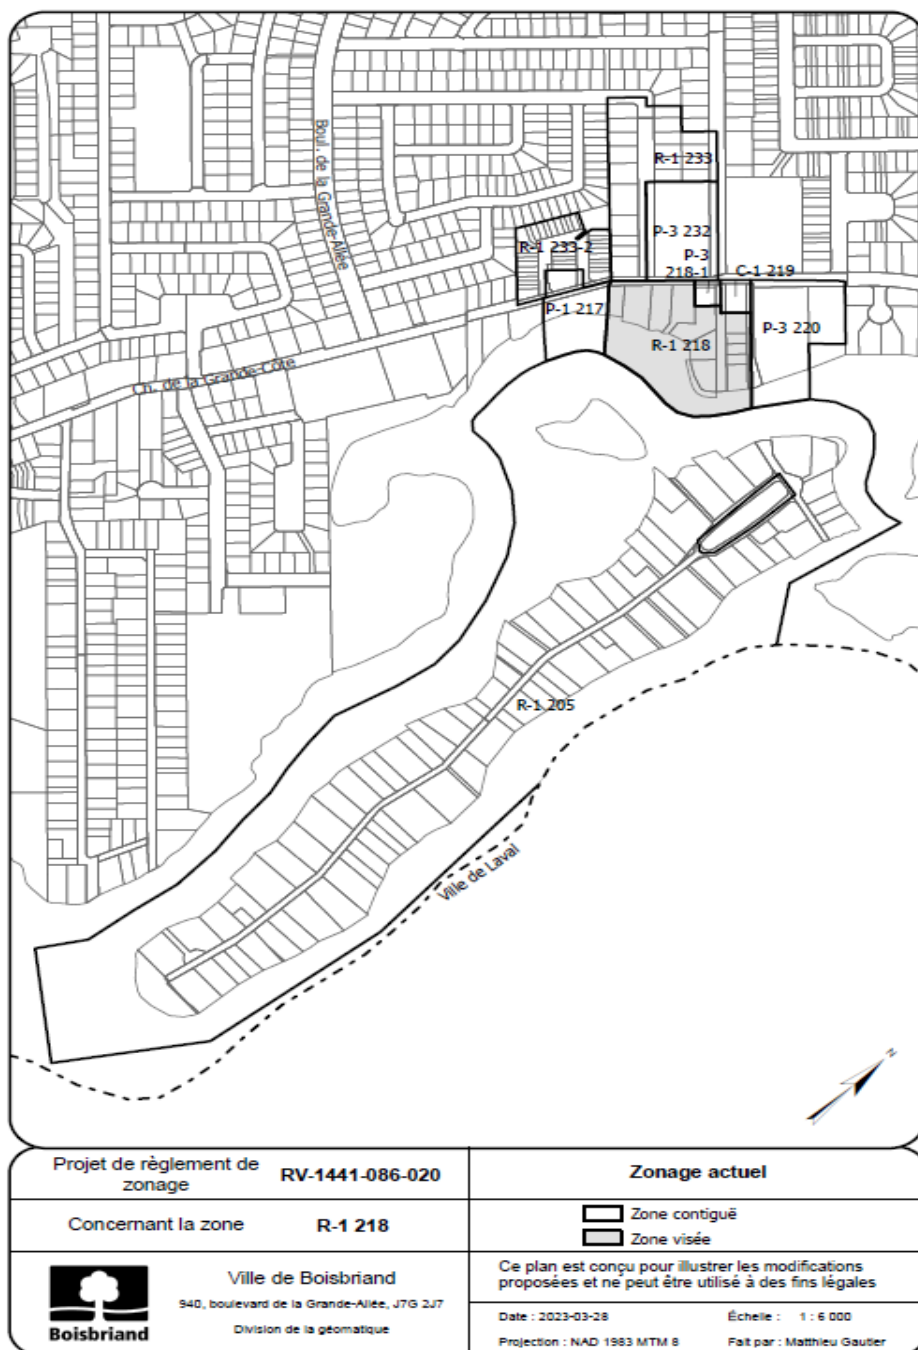 Boul. de la Grande-Allée
R-1 233
P-3 232
R-1 233-2
P-3
218-1
C-1 219
P-1 217
P-3 220
R-1 218
Ch. de la Grande-Côte
R-1 205
Ville de Laval
N
Projet de règlement de
zonage
RV-1441-086-020
Zonage actuel
Concernant la zone
R-1 218
Zone contiguë
Zone visée
Boisbriand
Ville de Boisbriand
940, boulevard de la Grande-Allée, J7G 2J7
Division de la géomatique
Ce plan est conçu pour illustrer les modifications
proposées et ne peut être utilisé à des fins légales
Date : 2023-03-28
Échelle : 1 : 6 000
Projection : NAD 1983 MTM 8
Fait par : Matthieu Gautier